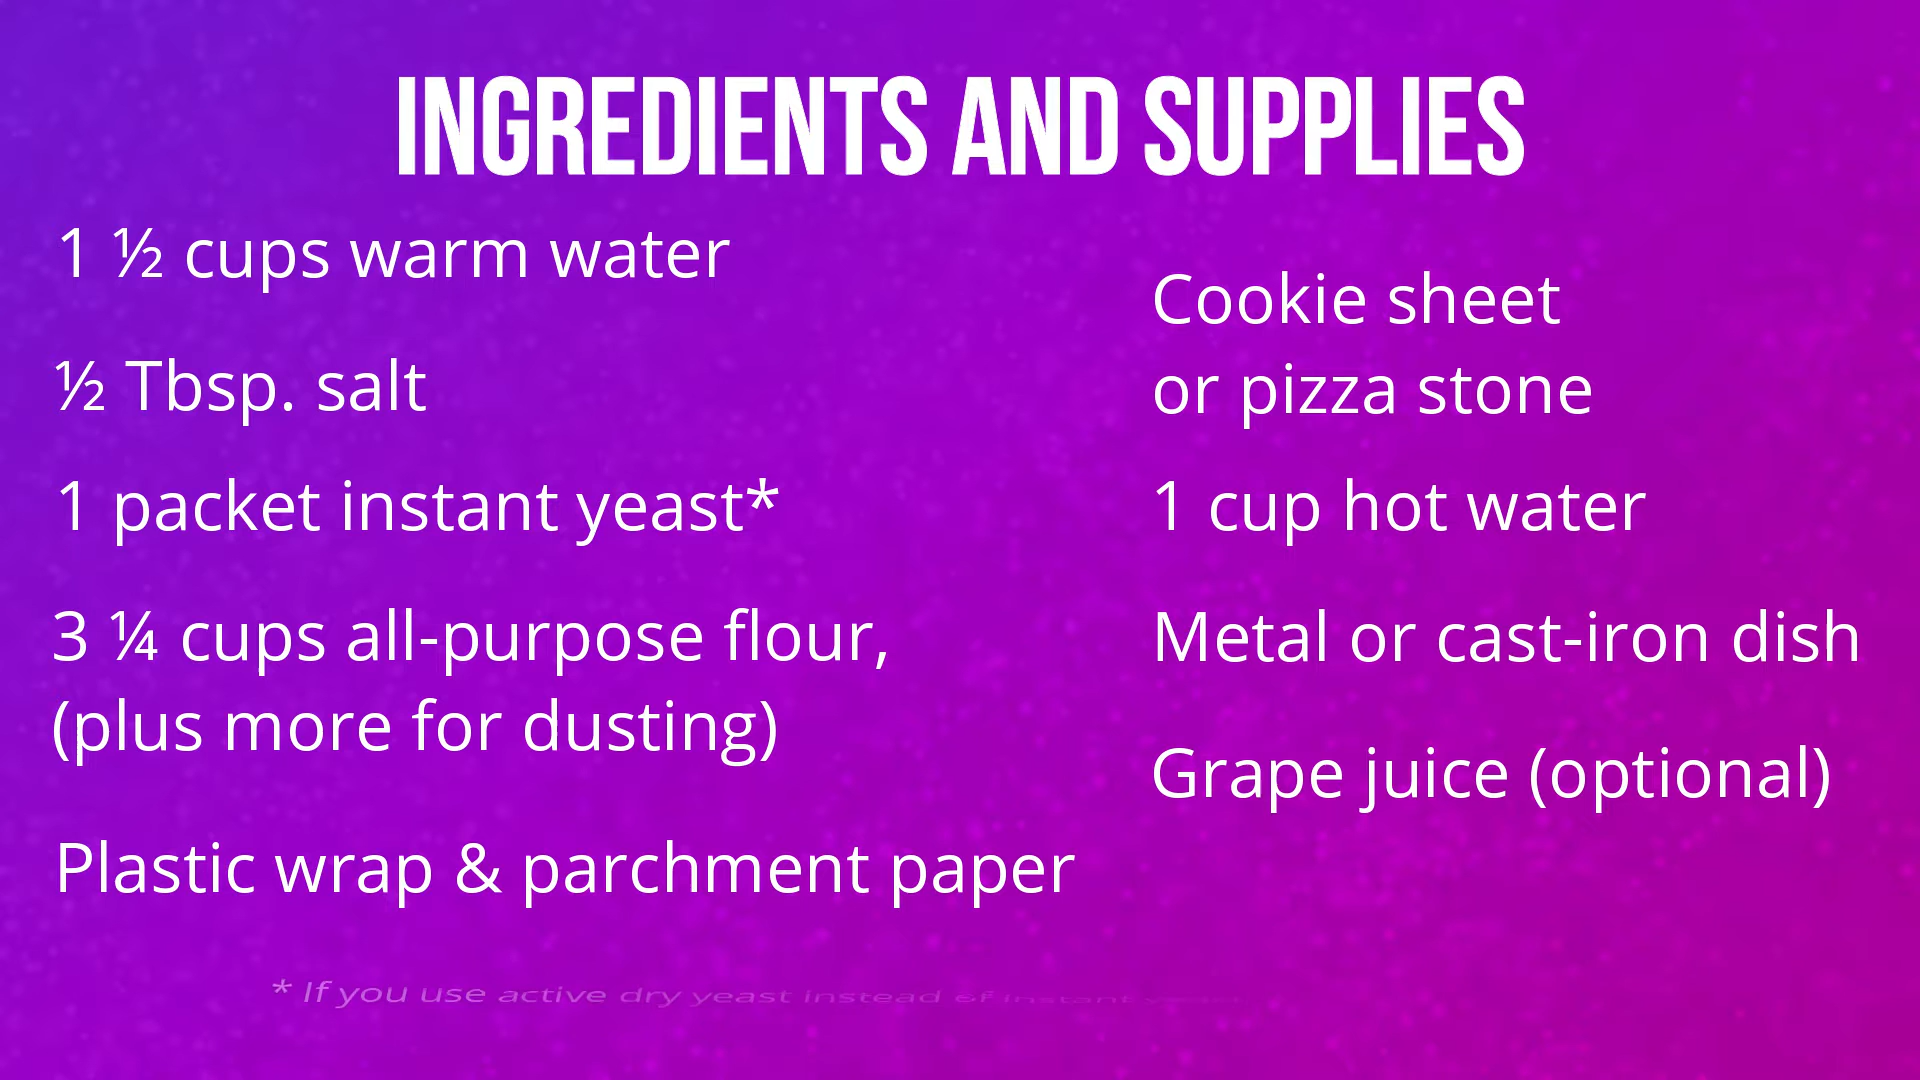 INGREDIENTS AND SUPPLIES
1 ½ cups warm water
½ Tbsp. salt
1 packet instant yeast*
3 ¼ cups all-purpose flour,
(plus more for dusting)
Plastic wrap & parchment paper
Cookie sheet
or pizza stone
1 cup hot water
Metal or cast-iron dish
Grape juice (optional)
* If you use active dry yeast instead of instant